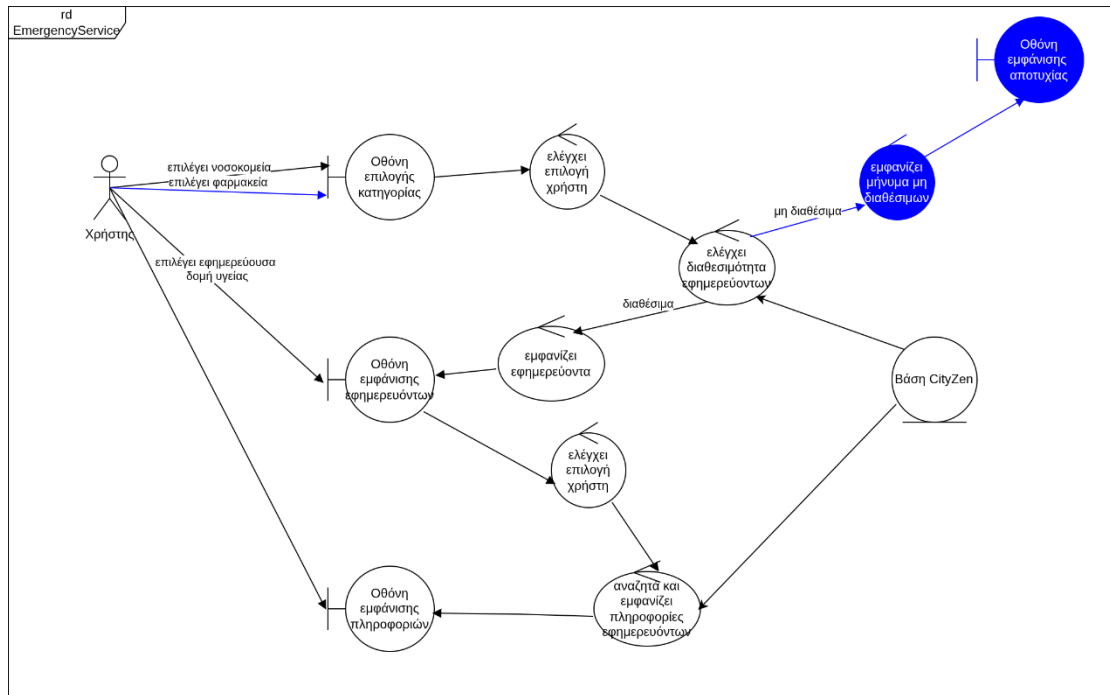 rd
EmergencyService
Οθόνη
εμφάνισης
αποτυχίας
επιλέγει νοσοκομεία
επιλέγει φαρμακεία
Οθόνη
επιλογής
κατηγορίας
ελέγχει
επιλογή
χρήστη
εμφανίζει
μήνυμα μη
διαθέσιμων
Χρήστης
μη διαθέσιμα
ελέγχει
διαθεσιμότητα
εφημερεύοντων
επιλέγει εφημερεύουσα
δομή υγείας
διαθέσιμα
εμφανίζει
εφημερεύοντα
Οθόνη
εμφάνισης
εφημερευόντων
Βάση CityZen
ελέγχει
επιλογή
χρήστη
Οθόνη
εμφάνισης
πληροφοριών
αναζητά και
εμφανίζει
πληροφορίες
εφημερευόντων